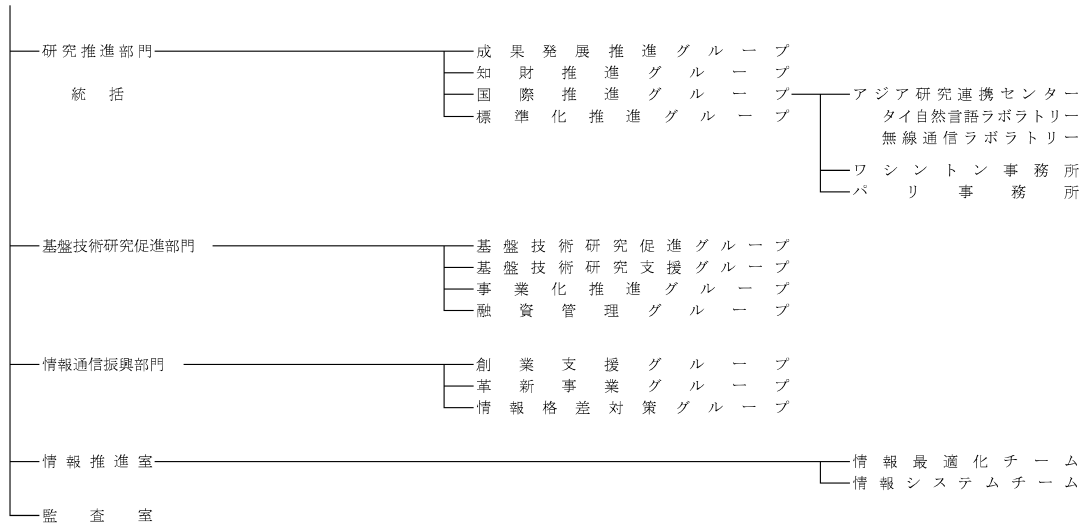 研究推進部門
成果発展推進グループ
知財推進グループ
統括
国際推進グループ
アジア研究連携センター
標準化推進グループ
タイ自然言語ラボラトリー
無線通信ラボラトリー
ワシントン事務所
パリ事務所
基盤技術研究促進部門
基盤技術研究促進グループ
基盤技術研究支援グループ
事業化推進グループ
融資管理グループ
情報通信振興部門
創業支援グループ
革新事業グループ
情報格差対策グループ
情報推進室
情報最適化チーム
情報システムチーム
監査室